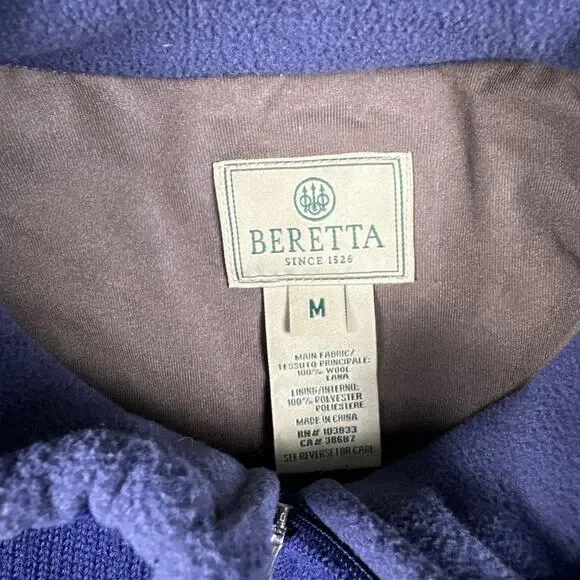 BERETTA
SINCE 1526
M
MAIN FABRIC/
TESSUTO PRINCIPALE:
100% WOOL
LANA
LINING/INTERNO:
100% POLYESTER
POLIESTERE
MADE IN CHINA
RN# 103833
CA# 38687
SEE REVERSE FOR CARE